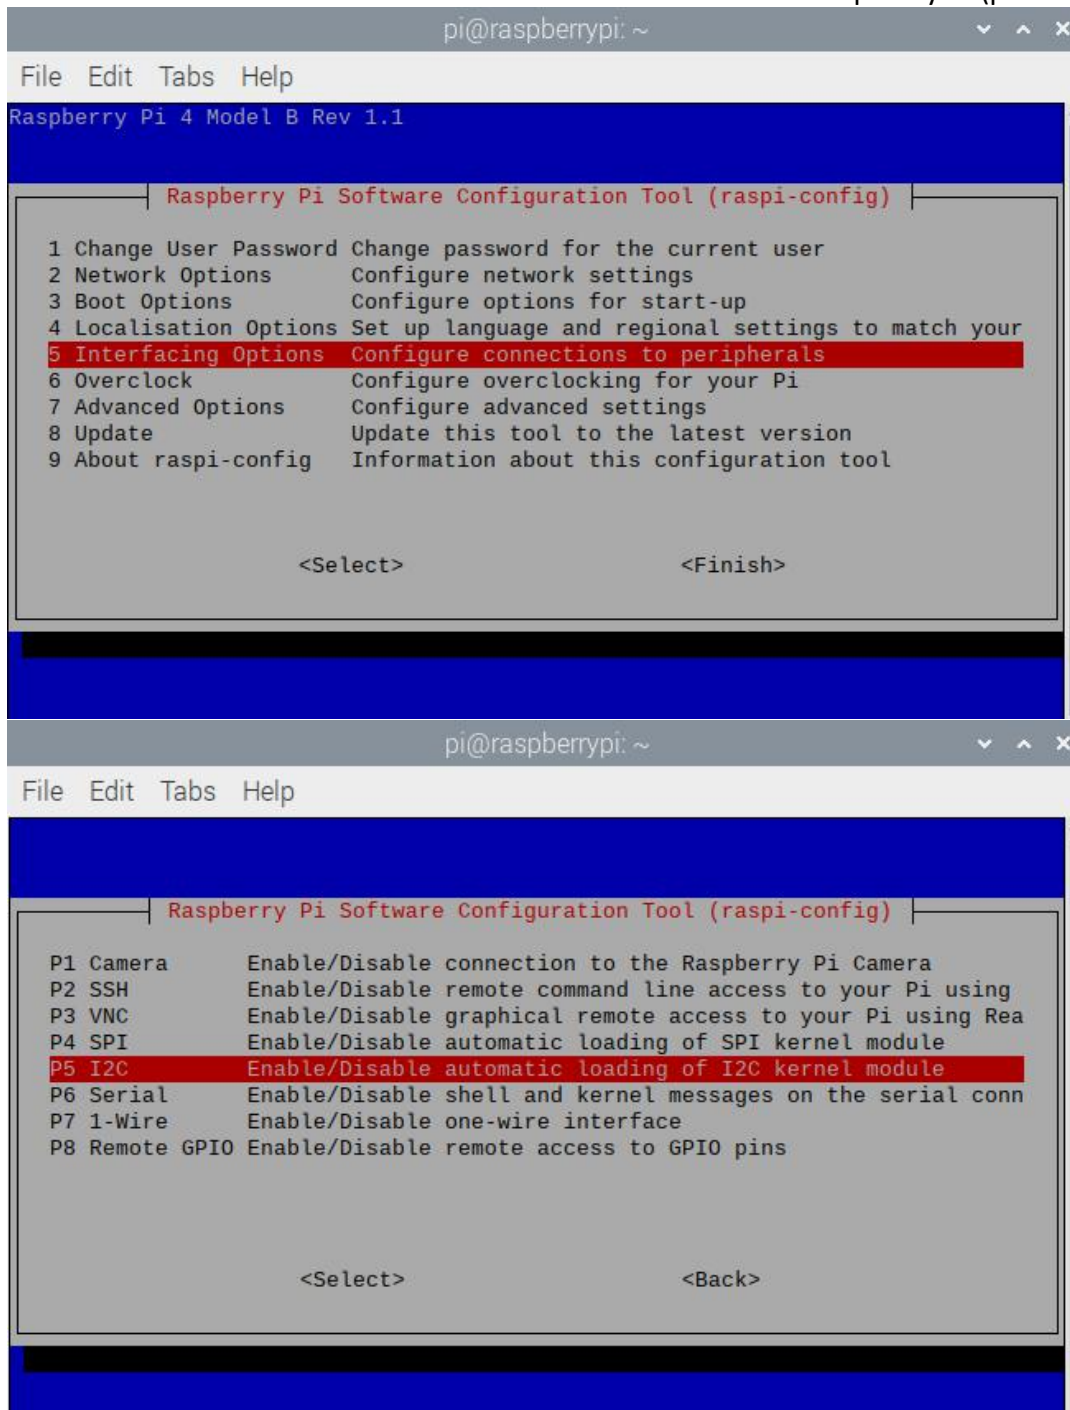 pi@raspberrypi: ~
File Edit Tabs Help
Raspberry Pi 4 Model B Rev 1.1
Raspberry Pi Software Configuration Tool (raspi-config)
1 Change User Password Change password for the current user
2 Network Options Configure network settings
3 Boot Options Configure options for start-up
4 Localisation Options Set up language and regional settings to match your
5 Interfacing Options Configure connections to peripherals
6 Overclock Configure overclocking for your Pi
7 Advanced Options Configure advanced settings
8 Update Update this tool to the latest version
9 About raspi-config Information about this configuration tool
<Select> <Finish>
pi@raspberrypi: ~
File Edit Tabs Help
Raspberry Pi Software Configuration Tool (raspi-config)
P1 Camera Enable/Disable connection to the Raspberry Pi Camera
P2 SSH Enable/Disable remote command line access to your Pi using
P3 VNC Enable/Disable graphical remote access to your Pi using Rea
P4 SPI Enable/Disable automatic loading of SPI kernel module
P5 I2C Enable/Disable automatic loading of I2C kernel module
P6 Serial Enable/Disable shell and kernel messages on the serial conn
P7 1-Wire Enable/Disable one-wire interface
P8 Remote GPIO Enable/Disable remote access to GPIO pins
<Select> <Back>